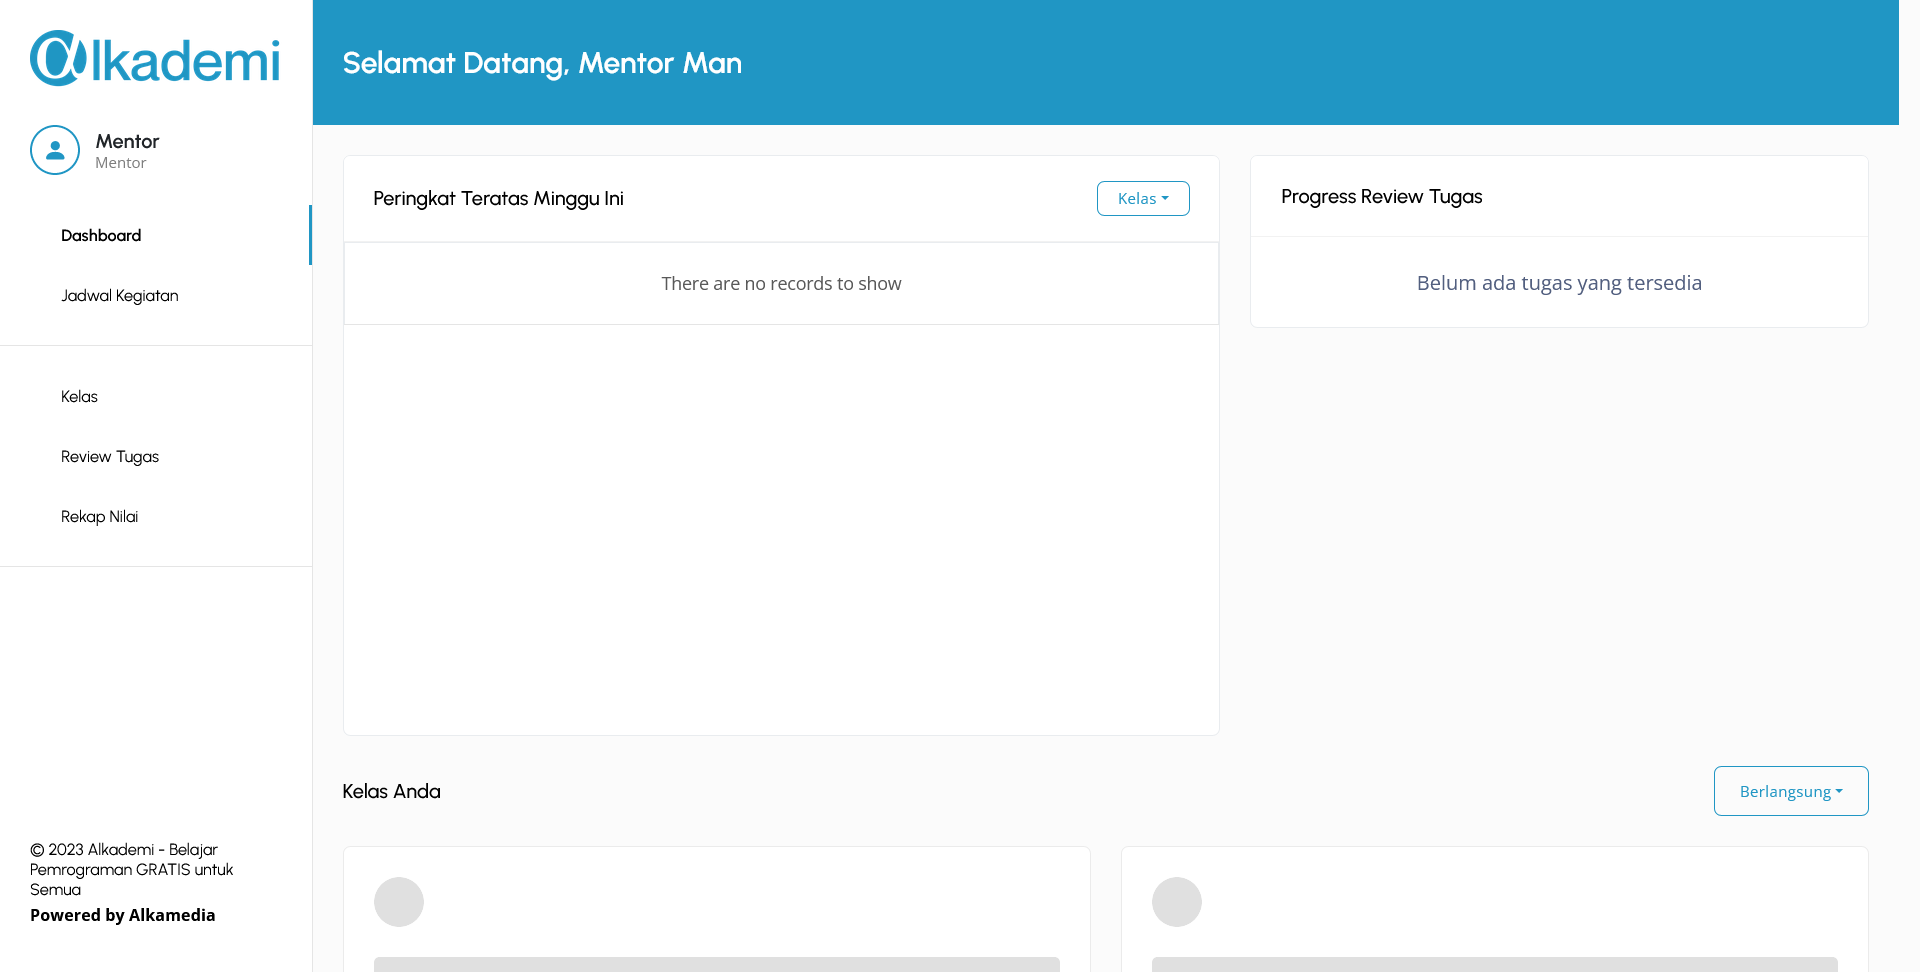 @lkademi
Mentor
Mentor
Dashboard
Jadwal Kegiatan
Kelas
Review Tugas
Rekap Nilai
© 2023 Alkademi - Belajar
Pemrograman GRATIS untuk
Semua
Powered by Alkamedia
Selamat Datang, Mentor Man
Peringkat Teratas Minggu Ini
Kelas
There are no records to show
Progress Review Tugas
Belum ada tugas yang tersedia
Kelas Anda
Berlangsung